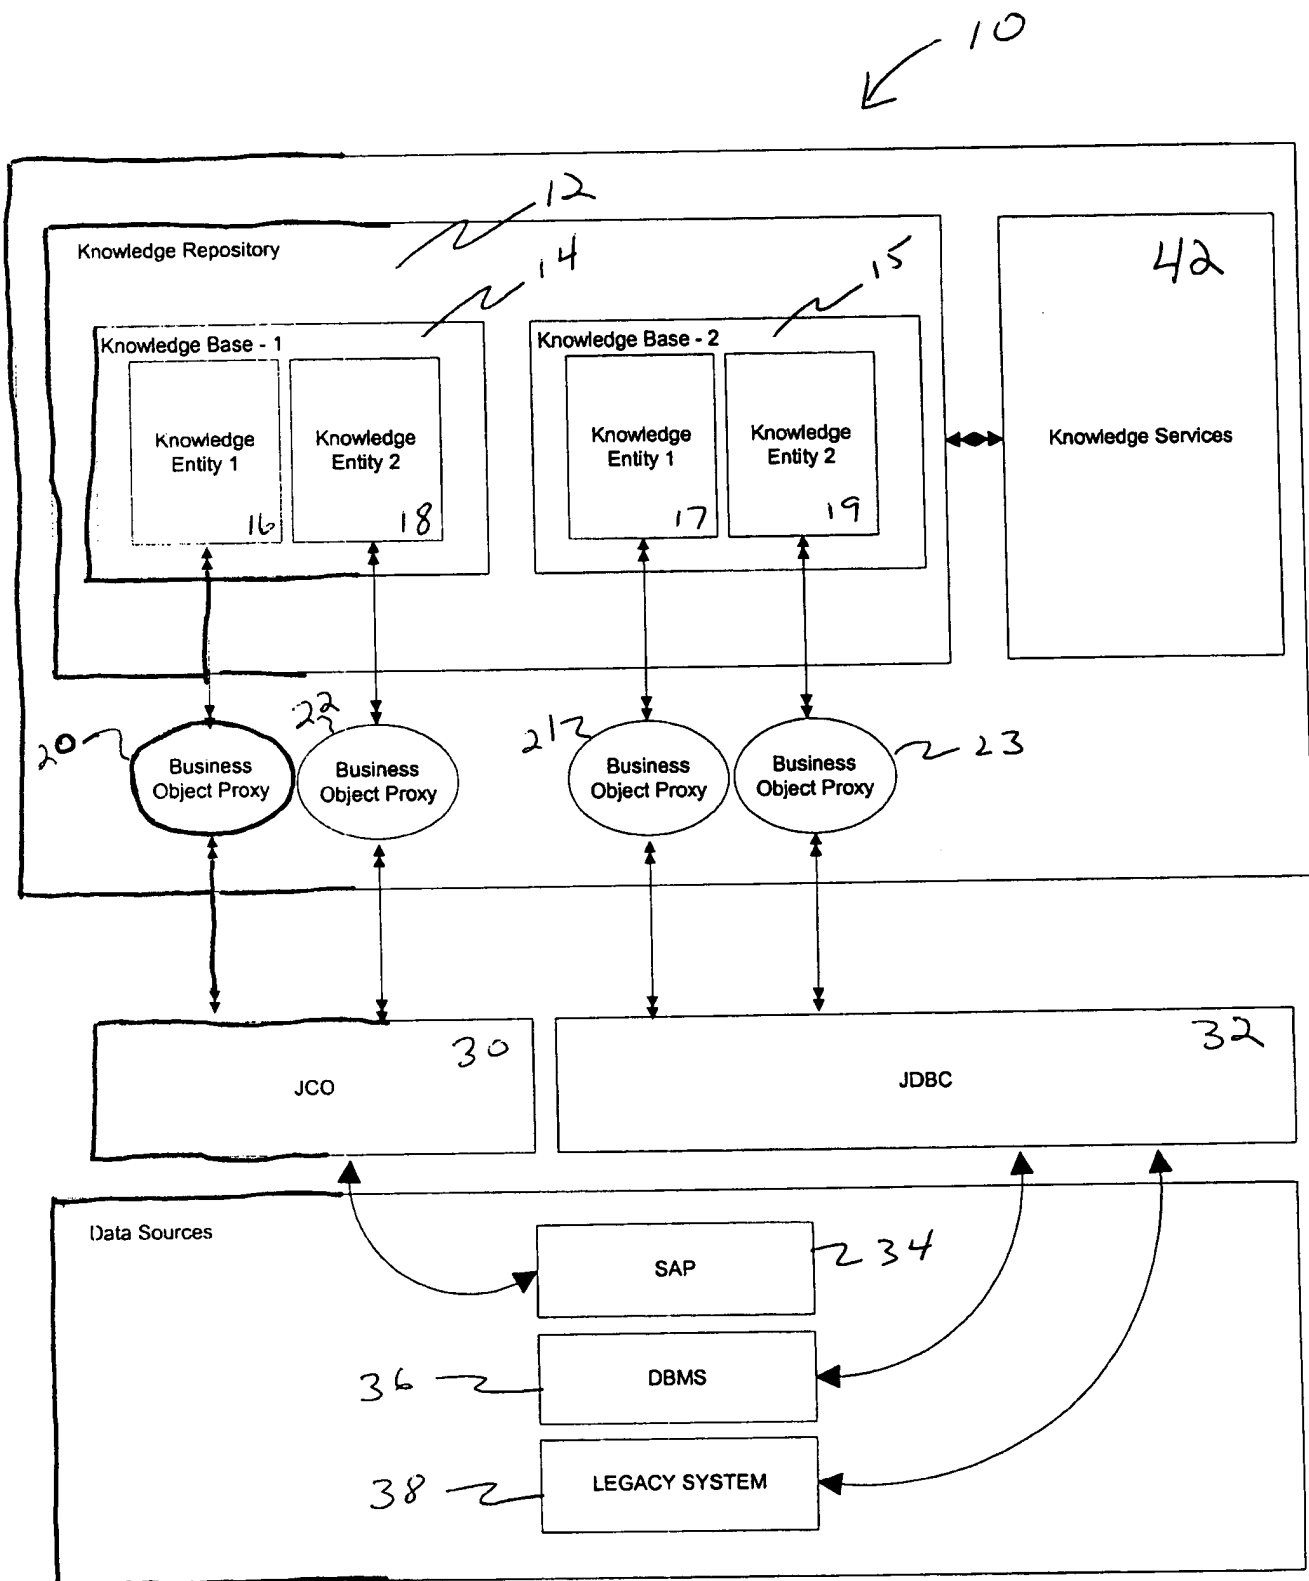 10
12
Knowledge Repository
14
15
42
Knowledge Base - 1
Knowledge Base - 2
Knowledge
Entity 1
Knowledge
Entity 2
Knowledge
Entity 1
Knowledge
Entity 2
Knowledge Services
16
18
17
19
20
22
21
23
Business
Object Proxy
Business
Object Proxy
Business
Object Proxy
Business
Object Proxy
30
32
JCO
JDBC
Data Sources
SAP
34
36
DBMS
38
LEGACY SYSTEM